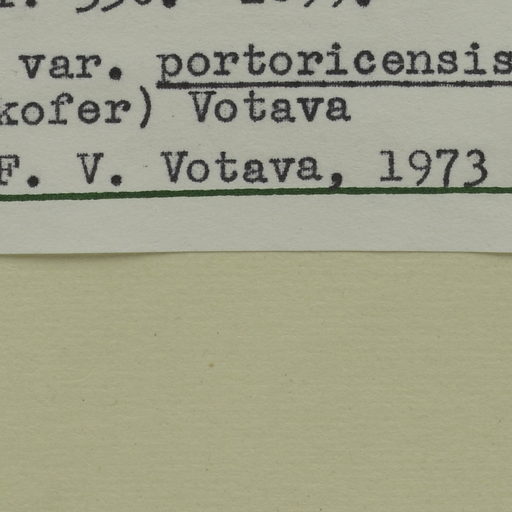 var. portoricensis
kofer) Votava
F. V. Votava, 1973